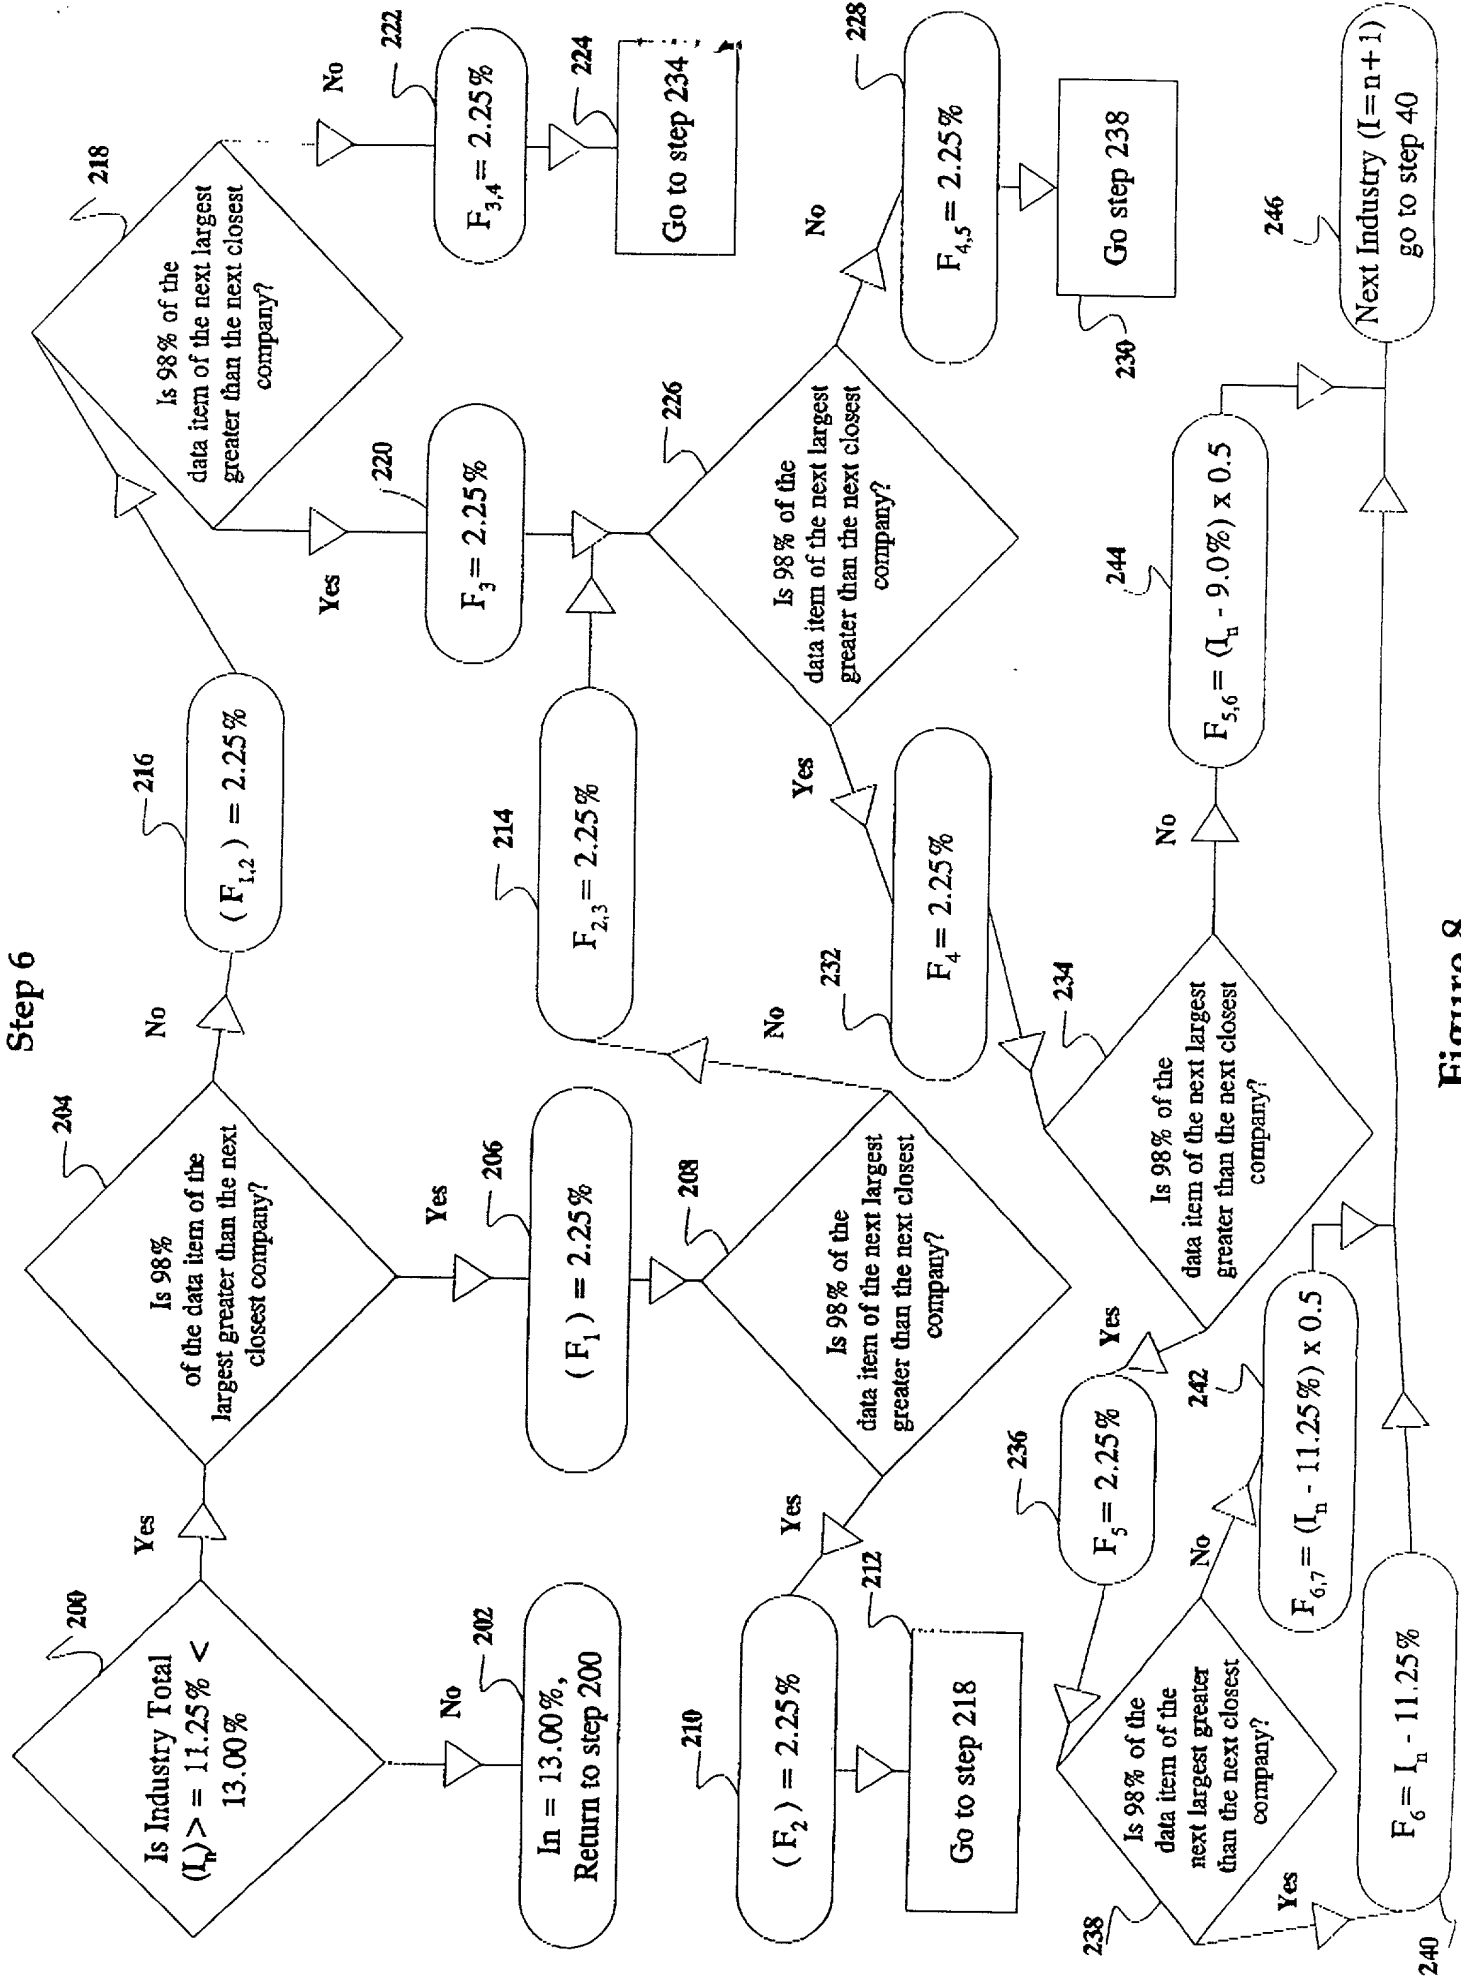 Step 6
200
Is Industry Total
(Iₙ) > = 11.25% <
13.00%
Yes
No
202
In = 13.00%,
Return to step 200
204
Is 98%
of the data item of the
largest greater than the next
closest company?
No
Yes
216
( F1,2 ) = 2.25%
218
Is 98% of the
data item of the next largest
greater than the next closest
company?
No
222
F3,4 = 2.25%
224
Go to step 234
Yes
220
F3 = 2.25%
206
( F1 ) = 2.25%
208
Is 98% of the
data item of the next largest
greater than the next closest
company?
No
214
F2,3 = 2.25%
Yes
210
( F2 ) = 2.25%
212
Go to step 218
226
Is 98% of the
data item of the next largest
greater than the next closest
company?
No
228
F4,5 = 2.25%
230
Go step 238
Yes
232
F4 = 2.25%
234
Is 98% of the
data item of the next largest
greater than the next closest
company?
No
244
F5,6 = (Iₙ - 9.0%) x 0.5
Yes
236
F5 = 2.25%
238
Is 98% of the
data item of the
next largest greater
than the next closest
company?
No
242
F6,7 = (Iₙ - 11.25%) x 0.5
Yes
240
F6 = Iₙ - 11.25%
246
Next Industry (I=n+1)
go to step 40
Figure 8